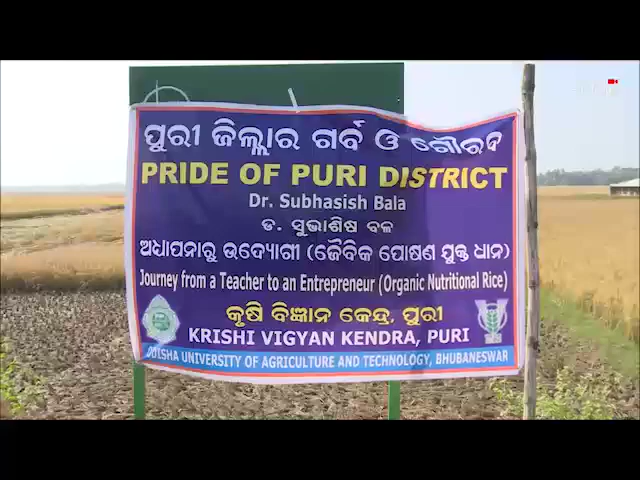 ପୁରୀ ଜିଲ୍ଲାର ଗର୍ବ ଓ ଗୌରବ
PRIDE OF PURI DISTRICT
Dr. Subhasish Bala
ଡ. ସୁଭାଶିଷ ବଳ
ଅଧ୍ୟାପନାରୁ ଉଦ୍ୟୋଗୀ (ଜୈବିକ ପୋଷଣ ଯୁକ୍ତ ଧାନ)
Journey from a Teacher to an Entrepreneur (Organic Nutritional Rice)
କୃଷି ବିଜ୍ଞାନ କେନ୍ଦ୍ର, ପୁରୀ
KRISHI VIGYAN KENDRA, PURI
ODISHA UNIVERSITY OF AGRICULTURE AND TECHNOLOGY, BHUBANESWAR